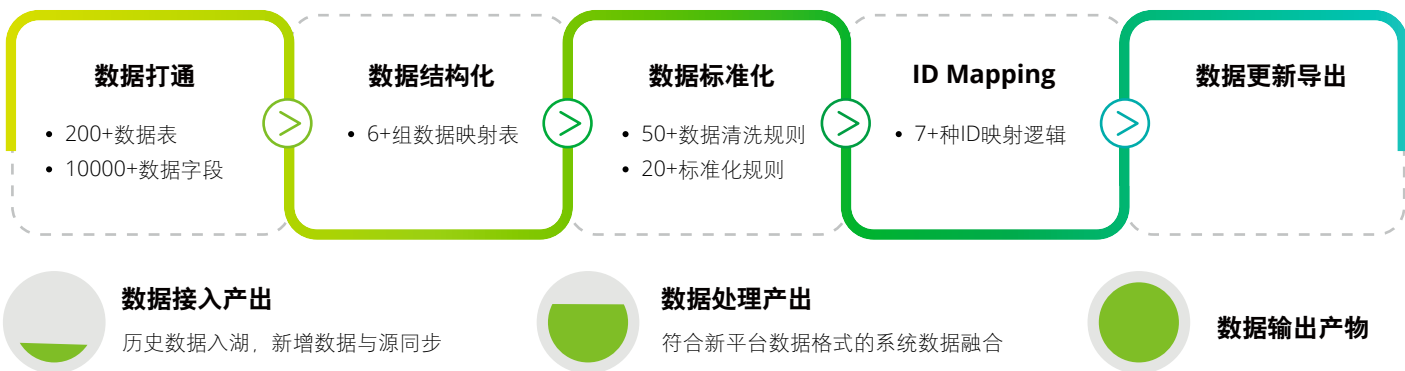 数据打通
• 200+数据表
• 10000+数据字段
数据结构化
• 6+组数据映射表
数据标准化
• 50+数据清洗规则
• 20+标准化规则
ID Mapping
• 7+种ID映射逻辑
数据更新导出
数据接入产出
历史数据入湖，新增数据与源同步
数据处理产出
符合新平台数据格式的系统数据融合
数据输出产物